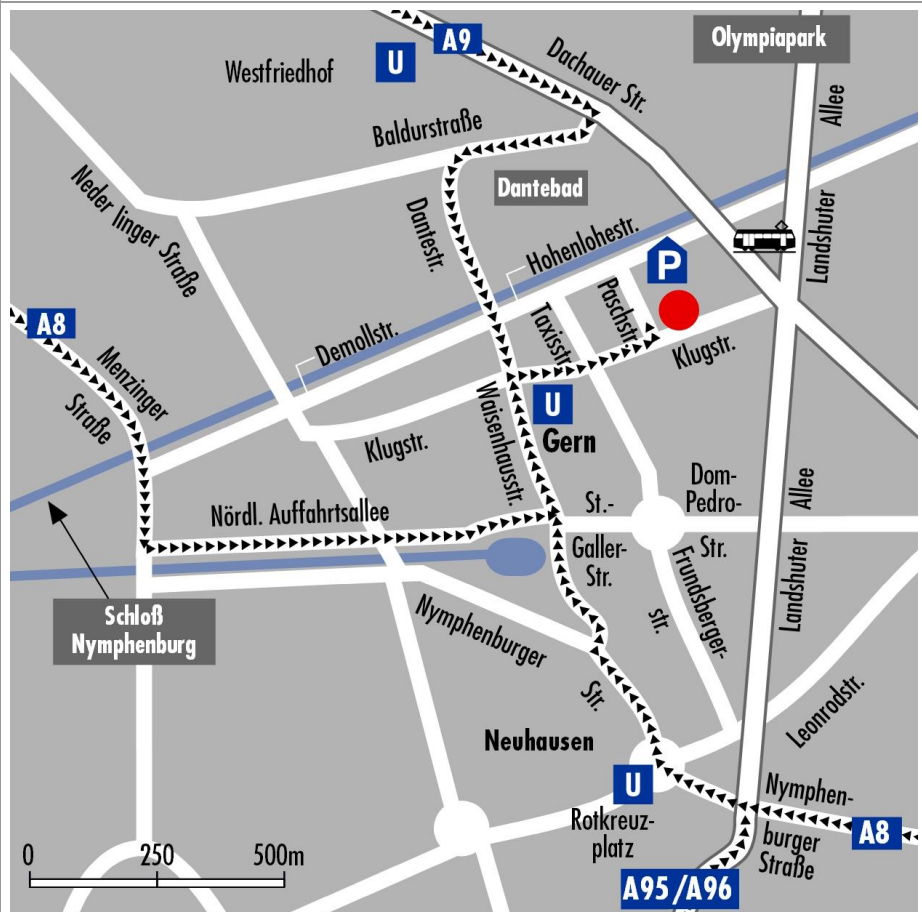 A9
Olympiapark
U
Westfriedhof
Dachauer Str.
Allee
Baldurstraße
Dantebad
Neder linger Straße
Dantestr.
Hohenlohestr.
Landshuter
P
A8
Taxisstr.
Paschstr.
Demollstr.
Klugstr.
Menzinger
Straße
U
Gern
Waisenhausstr.
Klugstr.
Nördl. Auffahrtsallee
St.-
Galler-
Str.
Dom-
Pedro-
Str.
Allee
Landshuter
Frundsberger-
str.
Schloß
Nymphenburg
Nymphenburger
Str.
Leonrodstr.
Neuhausen
U
Rotkreuz-
platz
Nymphen-
burger
Straße
A8
0 250 500m
A95/A96